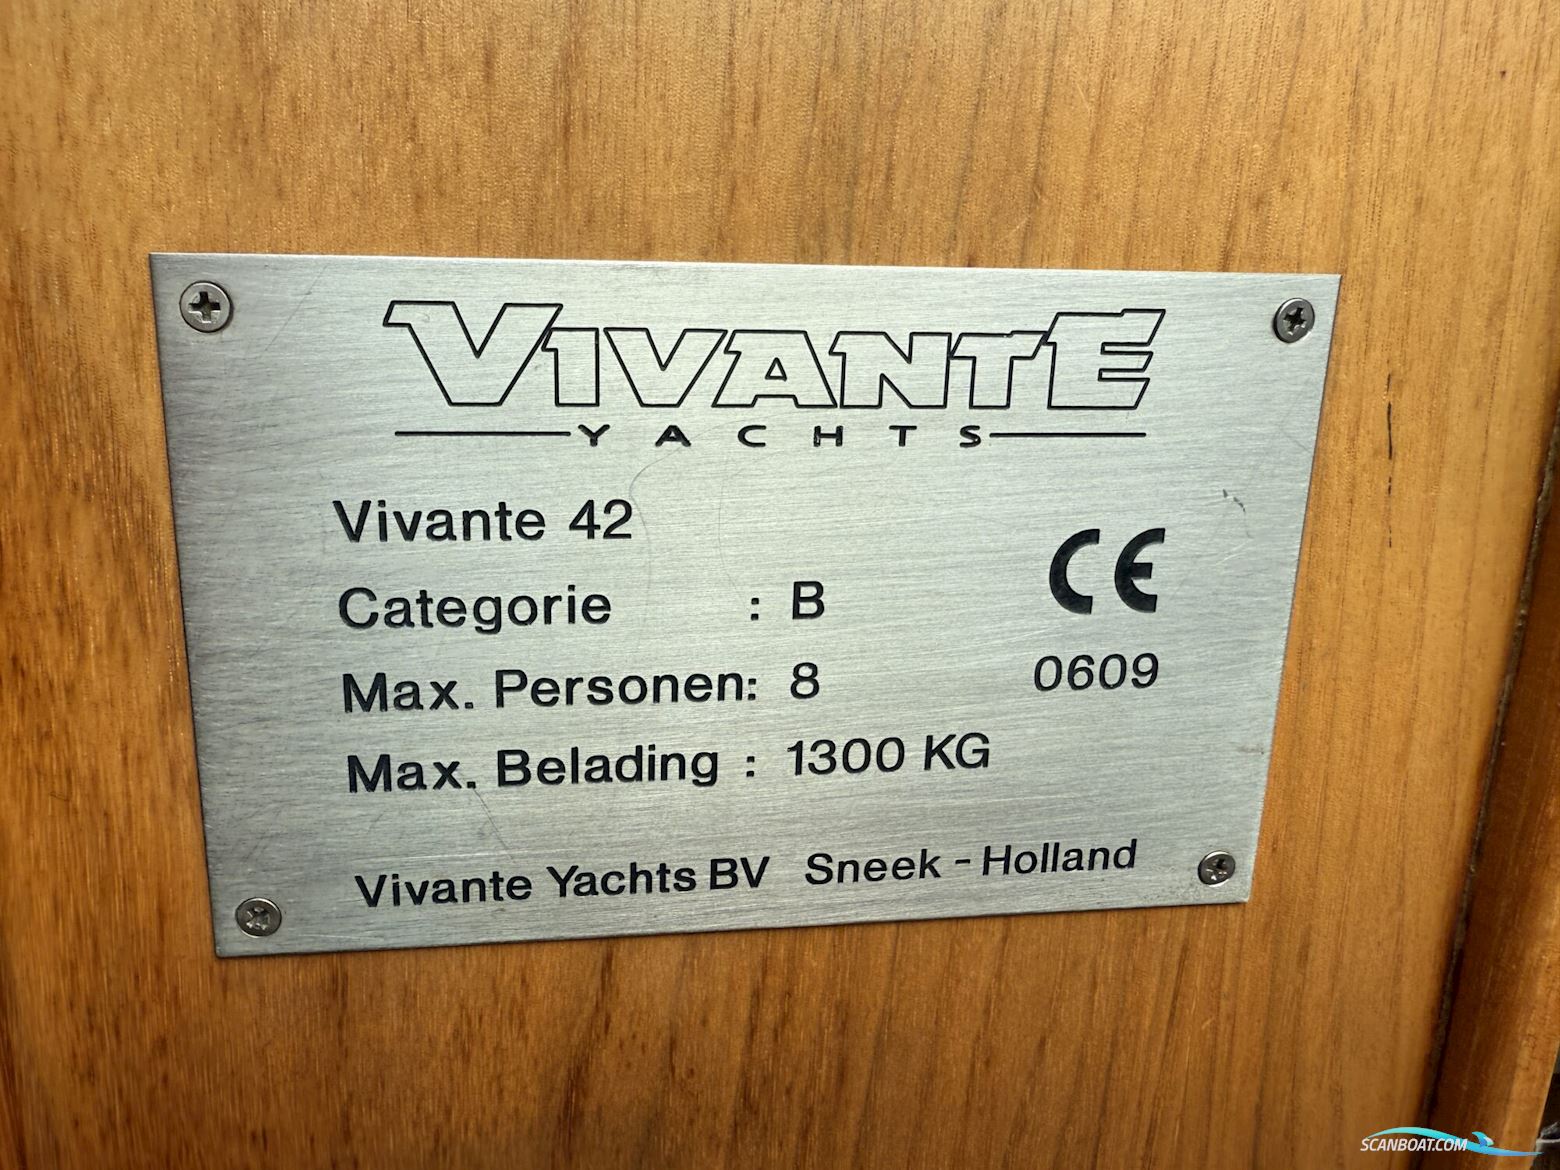 VIVANTE
YACHTS
Vivante 42
Categorie : B
CE
Max. Personen: 8
0609
Max. Belading : 1300 KG
Vivante Yachts BV Sneek - Holland
SCANBOAT.COM